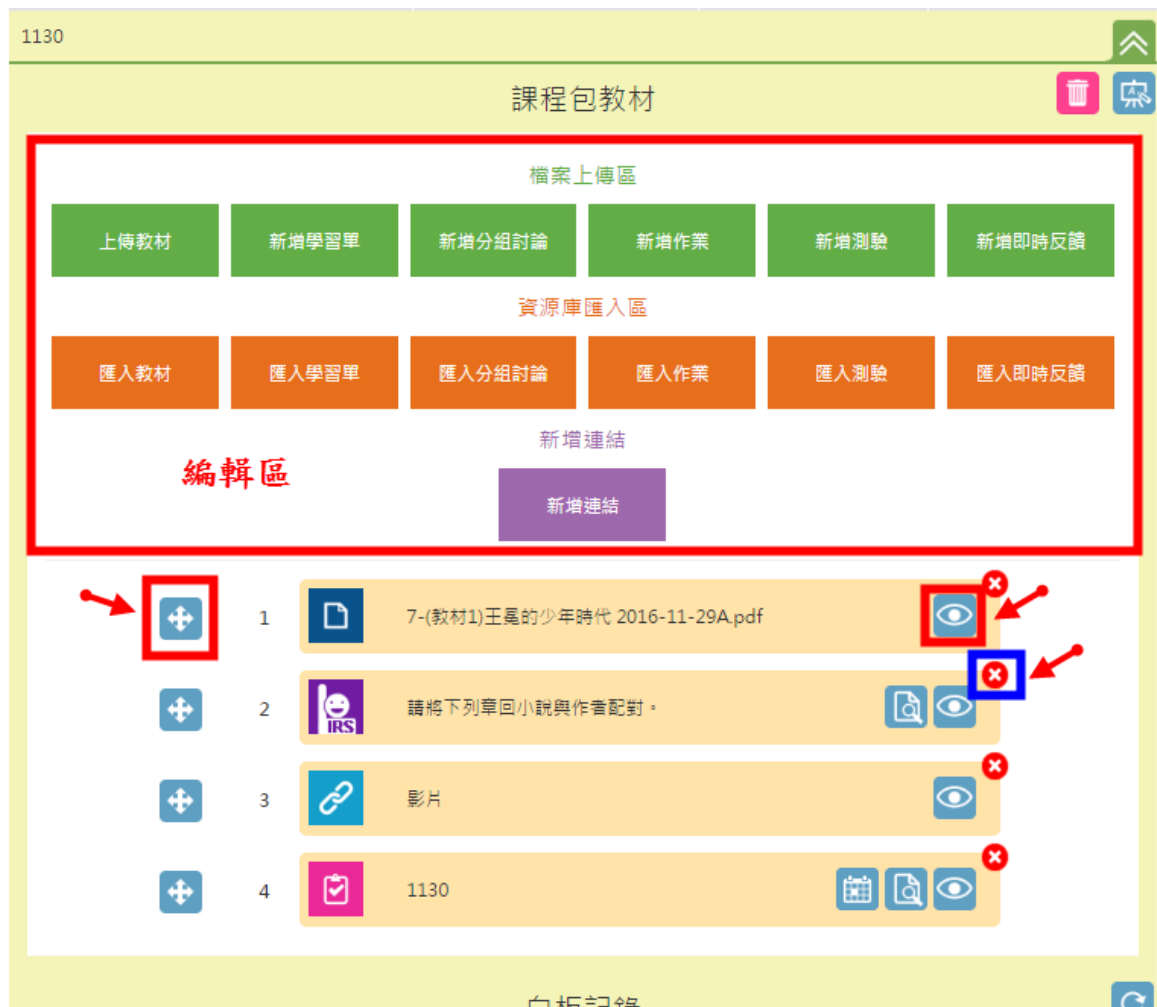 1130
課程包教材
檔案上傳區
上傳教材 新增學習單 新增分組討論 新增作業 新增測驗 新增即時反饋
資源庫匯入區
匯入教材 匯入學習單 匯入分組討論 匯入作業 匯入測驗 匯入即時反饋
新增連結
編輯區
新增連結
1 7-(教材1)王冕的少年時代 2016-11-29A.pdf
2 IRS 請將下列章回小說與作者配對。
3 影片
4 1130
白板記錄